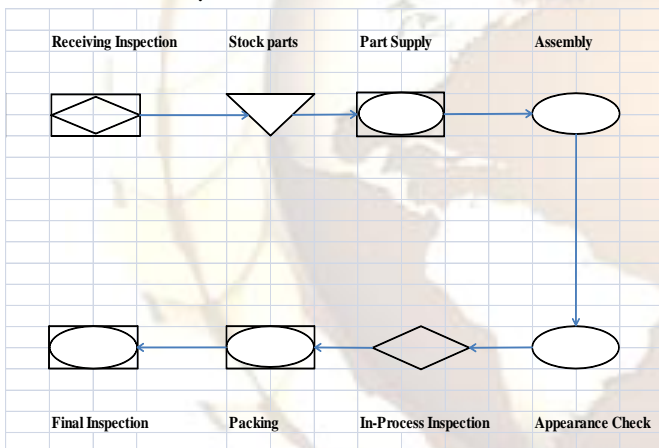 Receiving Inspection
Stock parts
Part Supply
Assembly
Final Inspection
Packing
In-Process Inspection
Appearance Check